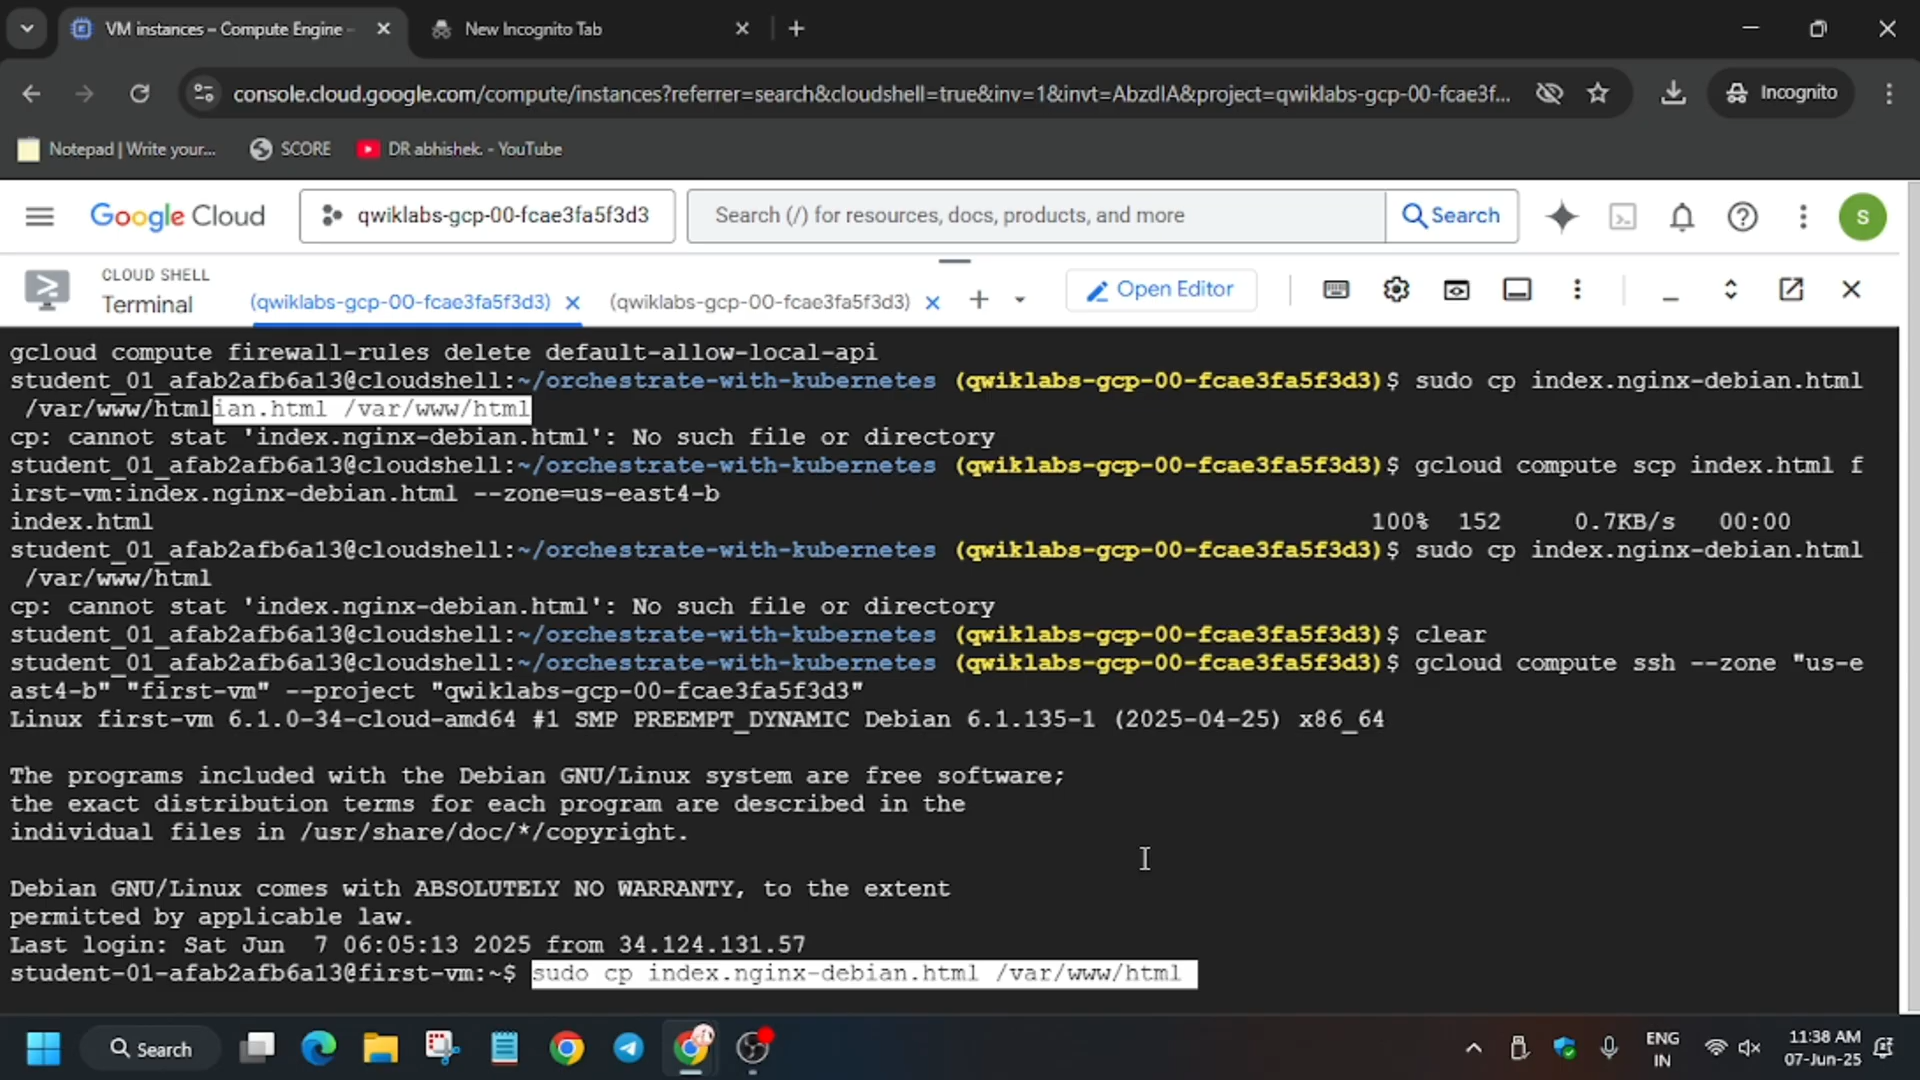 VM instances – Compute Engine –
New Incognito Tab
console.cloud.google.com/compute/instances?referrer=search&cloudshell=true&inv=1&invt=AbzdIA&project=qwiklabs-gcp-00-fcae3f...
Incognito
Notepad | Write your...
SCORE
DR abhishek. - YouTube
Google Cloud
qwiklabs-gcp-00-fcae3fa5f3d3
Search (/) for resources, docs, products, and more
Search
S
CLOUD SHELL
Terminal
(qwiklabs-gcp-00-fcae3fa5f3d3)
(qwiklabs-gcp-00-fcae3fa5f3d3)
Open Editor
gcloud compute firewall-rules delete default-allow-local-api
student_01_afab2afb6a13@cloudshell:~/orchestrate-with-kubernetes (qwiklabs-gcp-00-fcae3fa5f3d3)$ sudo cp index.nginx-debian.html
/var/www/htmlian.html /var/www/html
cp: cannot stat 'index.nginx-debian.html': No such file or directory
student_01_afab2afb6a13@cloudshell:~/orchestrate-with-kubernetes (qwiklabs-gcp-00-fcae3fa5f3d3)$ gcloud compute scp index.html f
irst-vm:index.nginx-debian.html --zone=us-east4-b
index.html 100% 152 0.7KB/s 00:00
student_01_afab2afb6a13@cloudshell:~/orchestrate-with-kubernetes (qwiklabs-gcp-00-fcae3fa5f3d3)$ sudo cp index.nginx-debian.html
/var/www/html
cp: cannot stat 'index.nginx-debian.html': No such file or directory
student_01_afab2afb6a13@cloudshell:~/orchestrate-with-kubernetes (qwiklabs-gcp-00-fcae3fa5f3d3)$ clear
student_01_afab2afb6a13@cloudshell:~/orchestrate-with-kubernetes (qwiklabs-gcp-00-fcae3fa5f3d3)$ gcloud compute ssh --zone "us-e
ast4-b" "first-vm" --project "qwiklabs-gcp-00-fcae3fa5f3d3"
Linux first-vm 6.1.0-34-cloud-amd64 #1 SMP PREEMPT_DYNAMIC Debian 6.1.135-1 (2025-04-25) x86_64
The programs included with the Debian GNU/Linux system are free software;
the exact distribution terms for each program are described in the
individual files in /usr/share/doc/*/copyright.
Debian GNU/Linux comes with ABSOLUTELY NO WARRANTY, to the extent
permitted by applicable law.
Last login: Sat Jun  7 06:05:13 2025 from 34.124.131.57
student-01-afab2afb6a13@first-vm:~$ sudo cp index.nginx-debian.html /var/www/html
Search
ENG
IN
11:38 AM
07-Jun-25